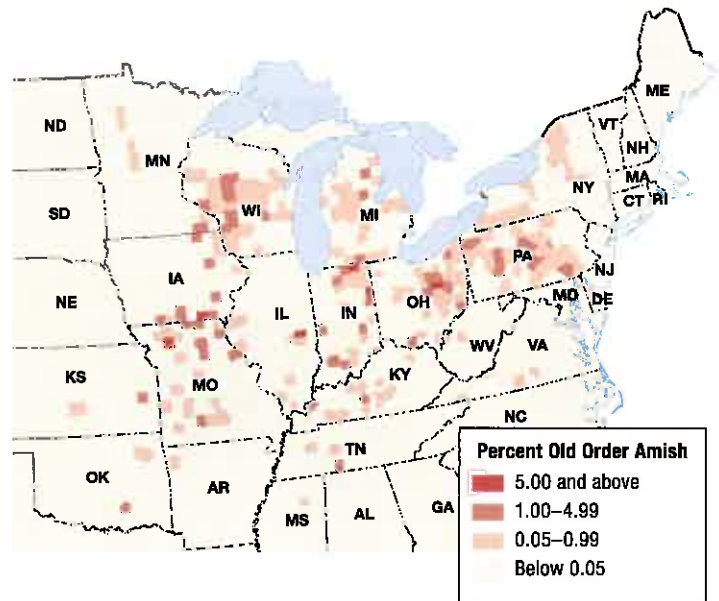 ME
ND
VT
MN
NH
MA
NY
CT
RI
WI
SD
MI
PA
IA
NJ
NE
OH
MD
DE
IL
IN
WV
VA
KS
KY
MO
NC
TN
OK
AR
MS
AL
GA
Percent Old Order Amish
5.00 and above
1.00–4.99
0.05–0.99
Below 0.05